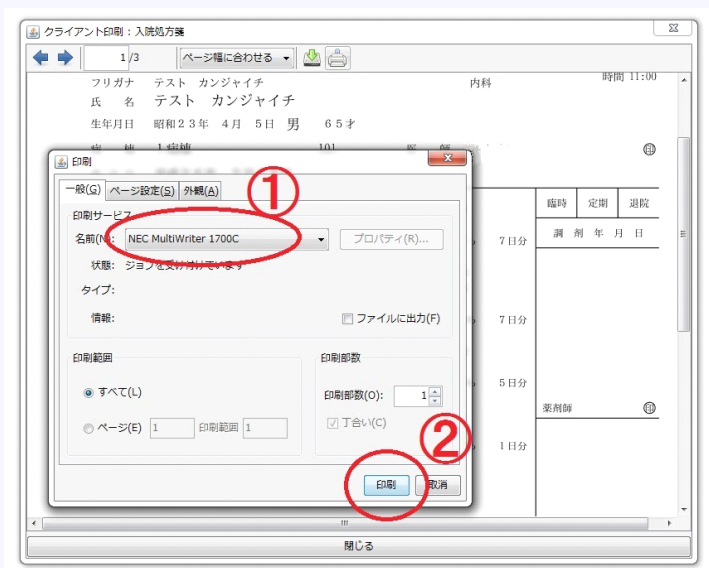 クライアント印刷：入院処方箋
1 /3 ページ幅に合わせる
フリガナ テスト カンジャイチ 内科 時間 11:00
氏 名 テスト カンジャイチ
生年月日 昭和23年 4月 5日 男 65才
病 棟 1病棟 101 医 師 ㊞
印刷
一般(G) ページ設定(S) 外観(A)
①
印刷サービス
名前(N): NEC MultiWriter 1700C プロパティ(R)...
状態: ジョブを受け付けています
タイプ:
情報: ファイルに出力(F)
印刷範囲
すべて(L)
ページ(E) 1 印刷範囲 1
印刷部数
印刷部数(O): 1
丁合い(C)
②
印刷 取消
臨時 定期 退院
調 剤 年 月 日
7日分
7日分
5日分
薬剤師 ㊞
1日分
閉じる